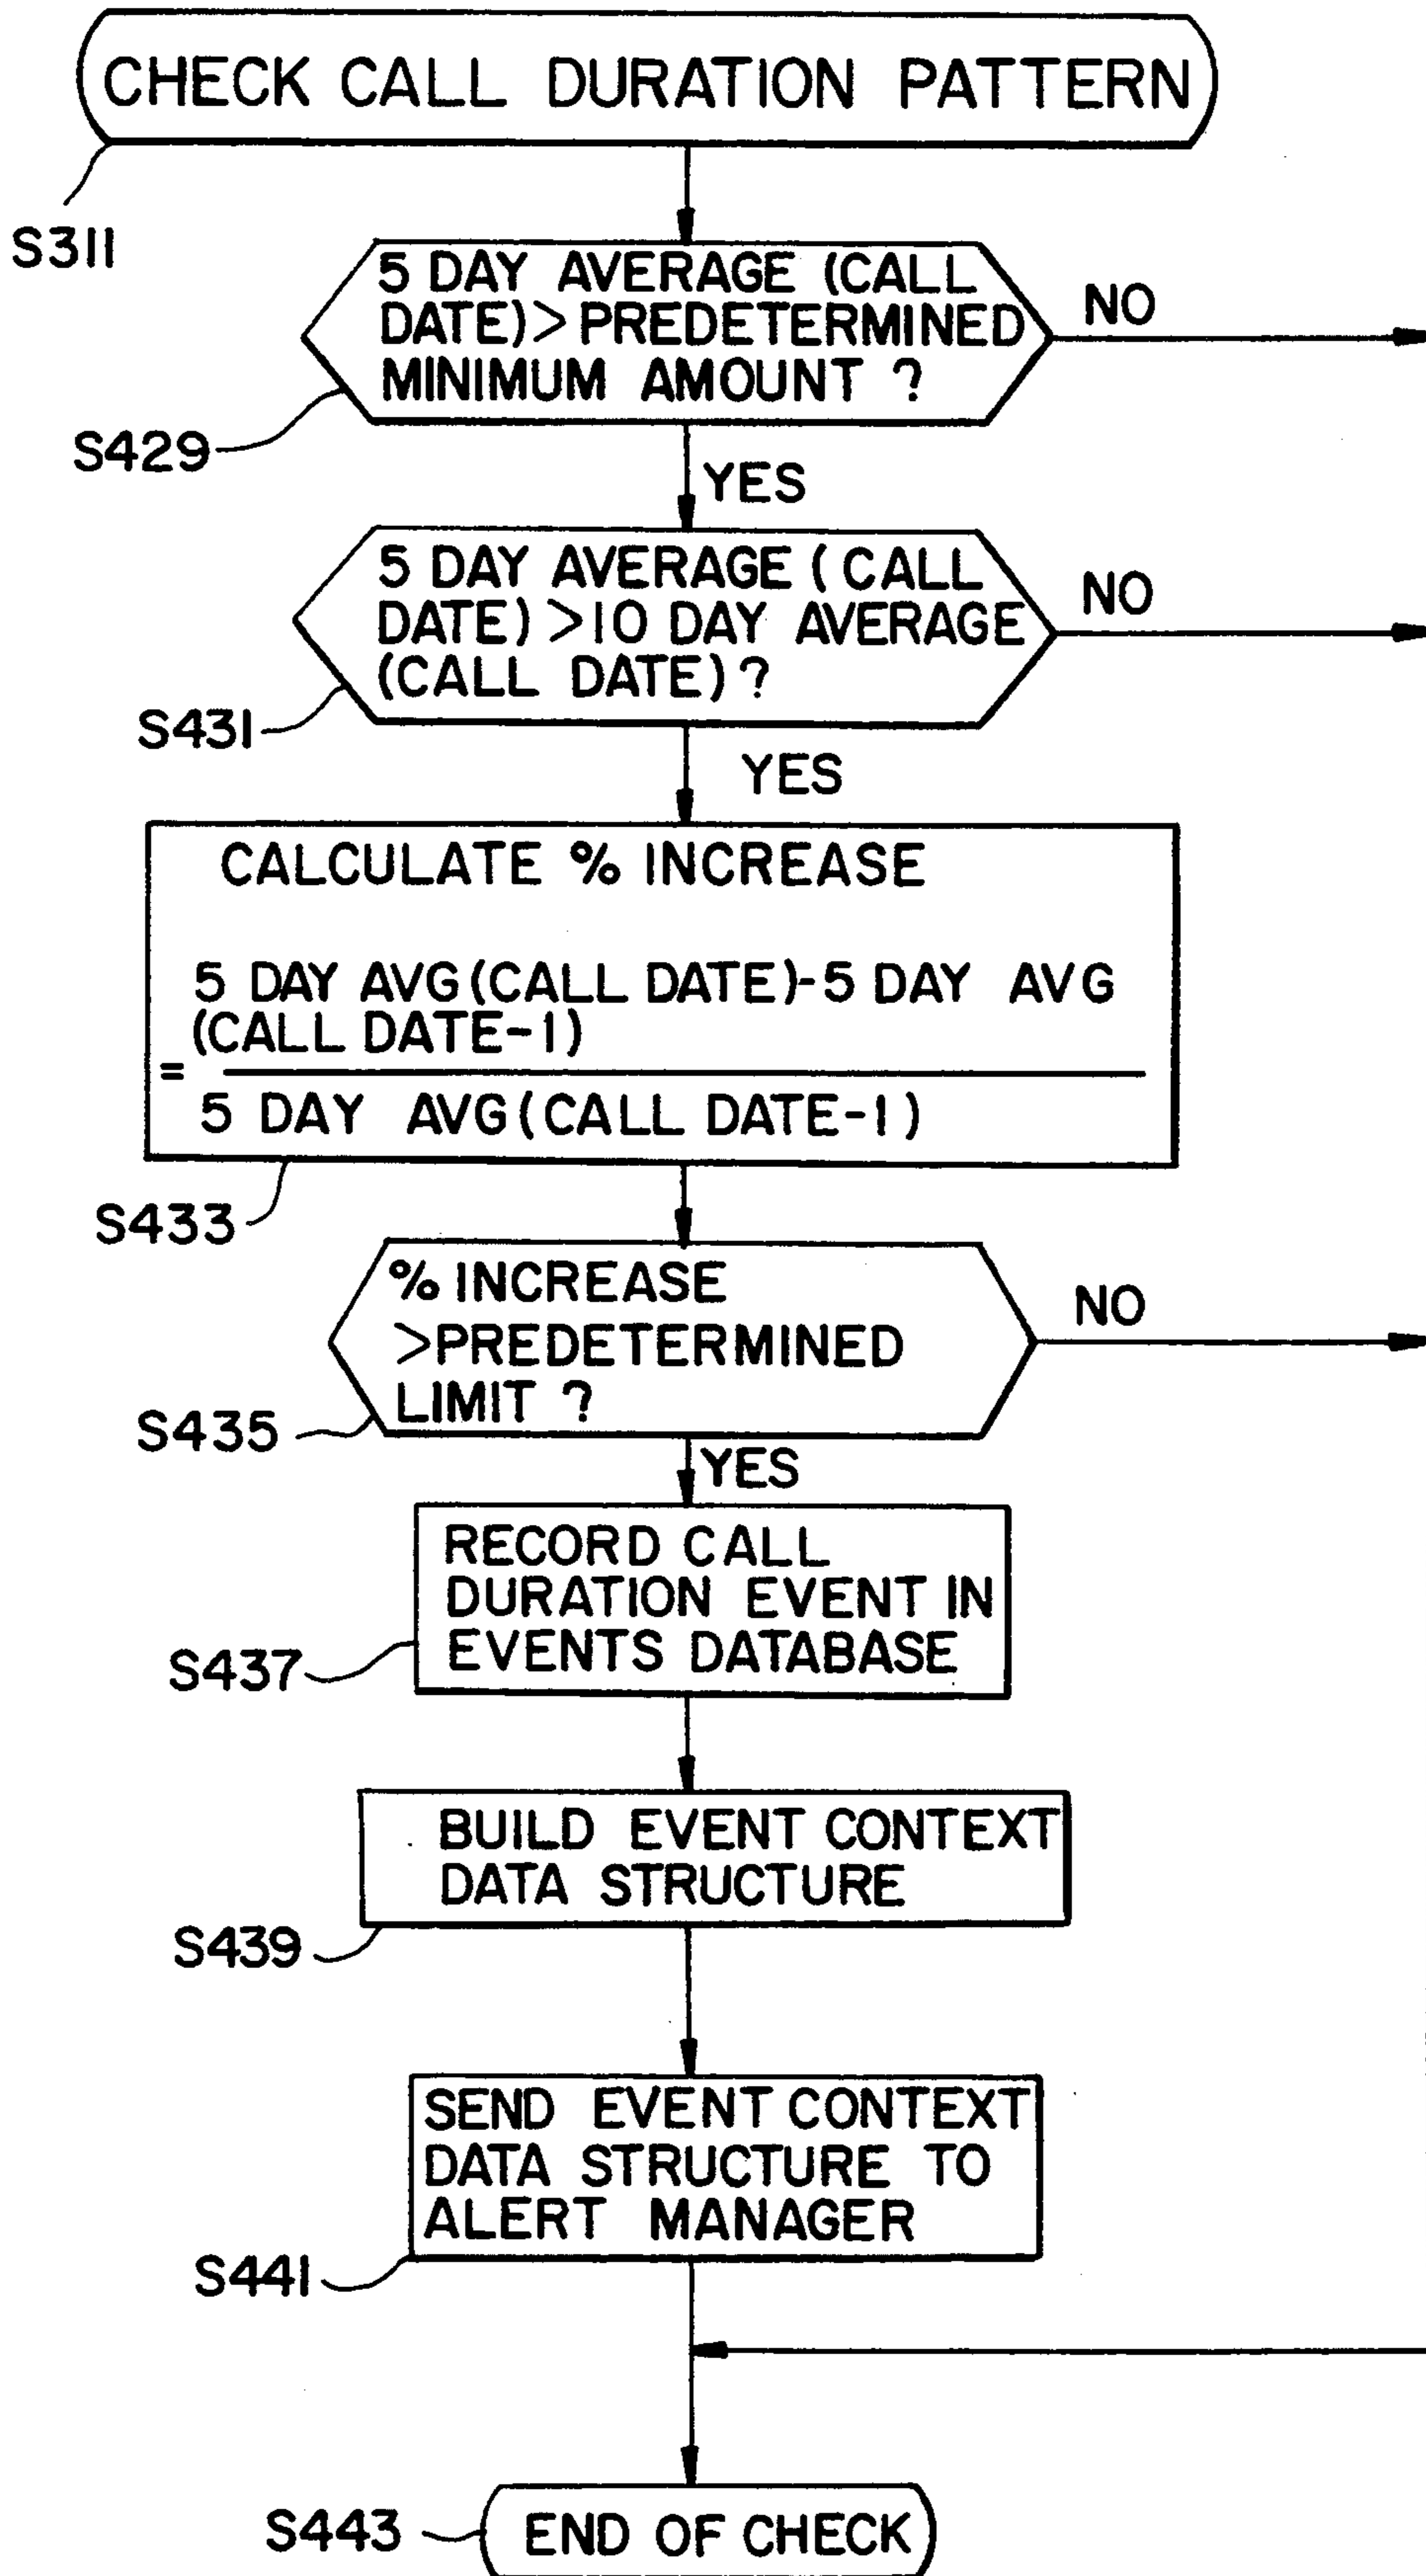 CHECK CALL DURATION PATTERN
S311
5 DAY AVERAGE (CALL
DATE) > PREDETERMINED
MINIMUM AMOUNT ?
NO
S429
YES
5 DAY AVERAGE ( CALL
DATE) >10 DAY AVERAGE
(CALL DATE) ?
NO
S431
YES
CALCULATE % INCREASE
5 DAY AVG (CALL DATE)-5 DAY AVG
(CALL DATE-1)
=
5 DAY AVG (CALL DATE-1)
S433
% INCREASE
>PREDETERMINED
LIMIT ?
NO
S435
YES
RECORD CALL
DURATION EVENT IN
EVENTS DATABASE
S437
BUILD EVENT CONTEXT
DATA STRUCTURE
S439
SEND EVENT CONTEXT
DATA STRUCTURE TO
ALERT MANAGER
S441
S443
END OF CHECK